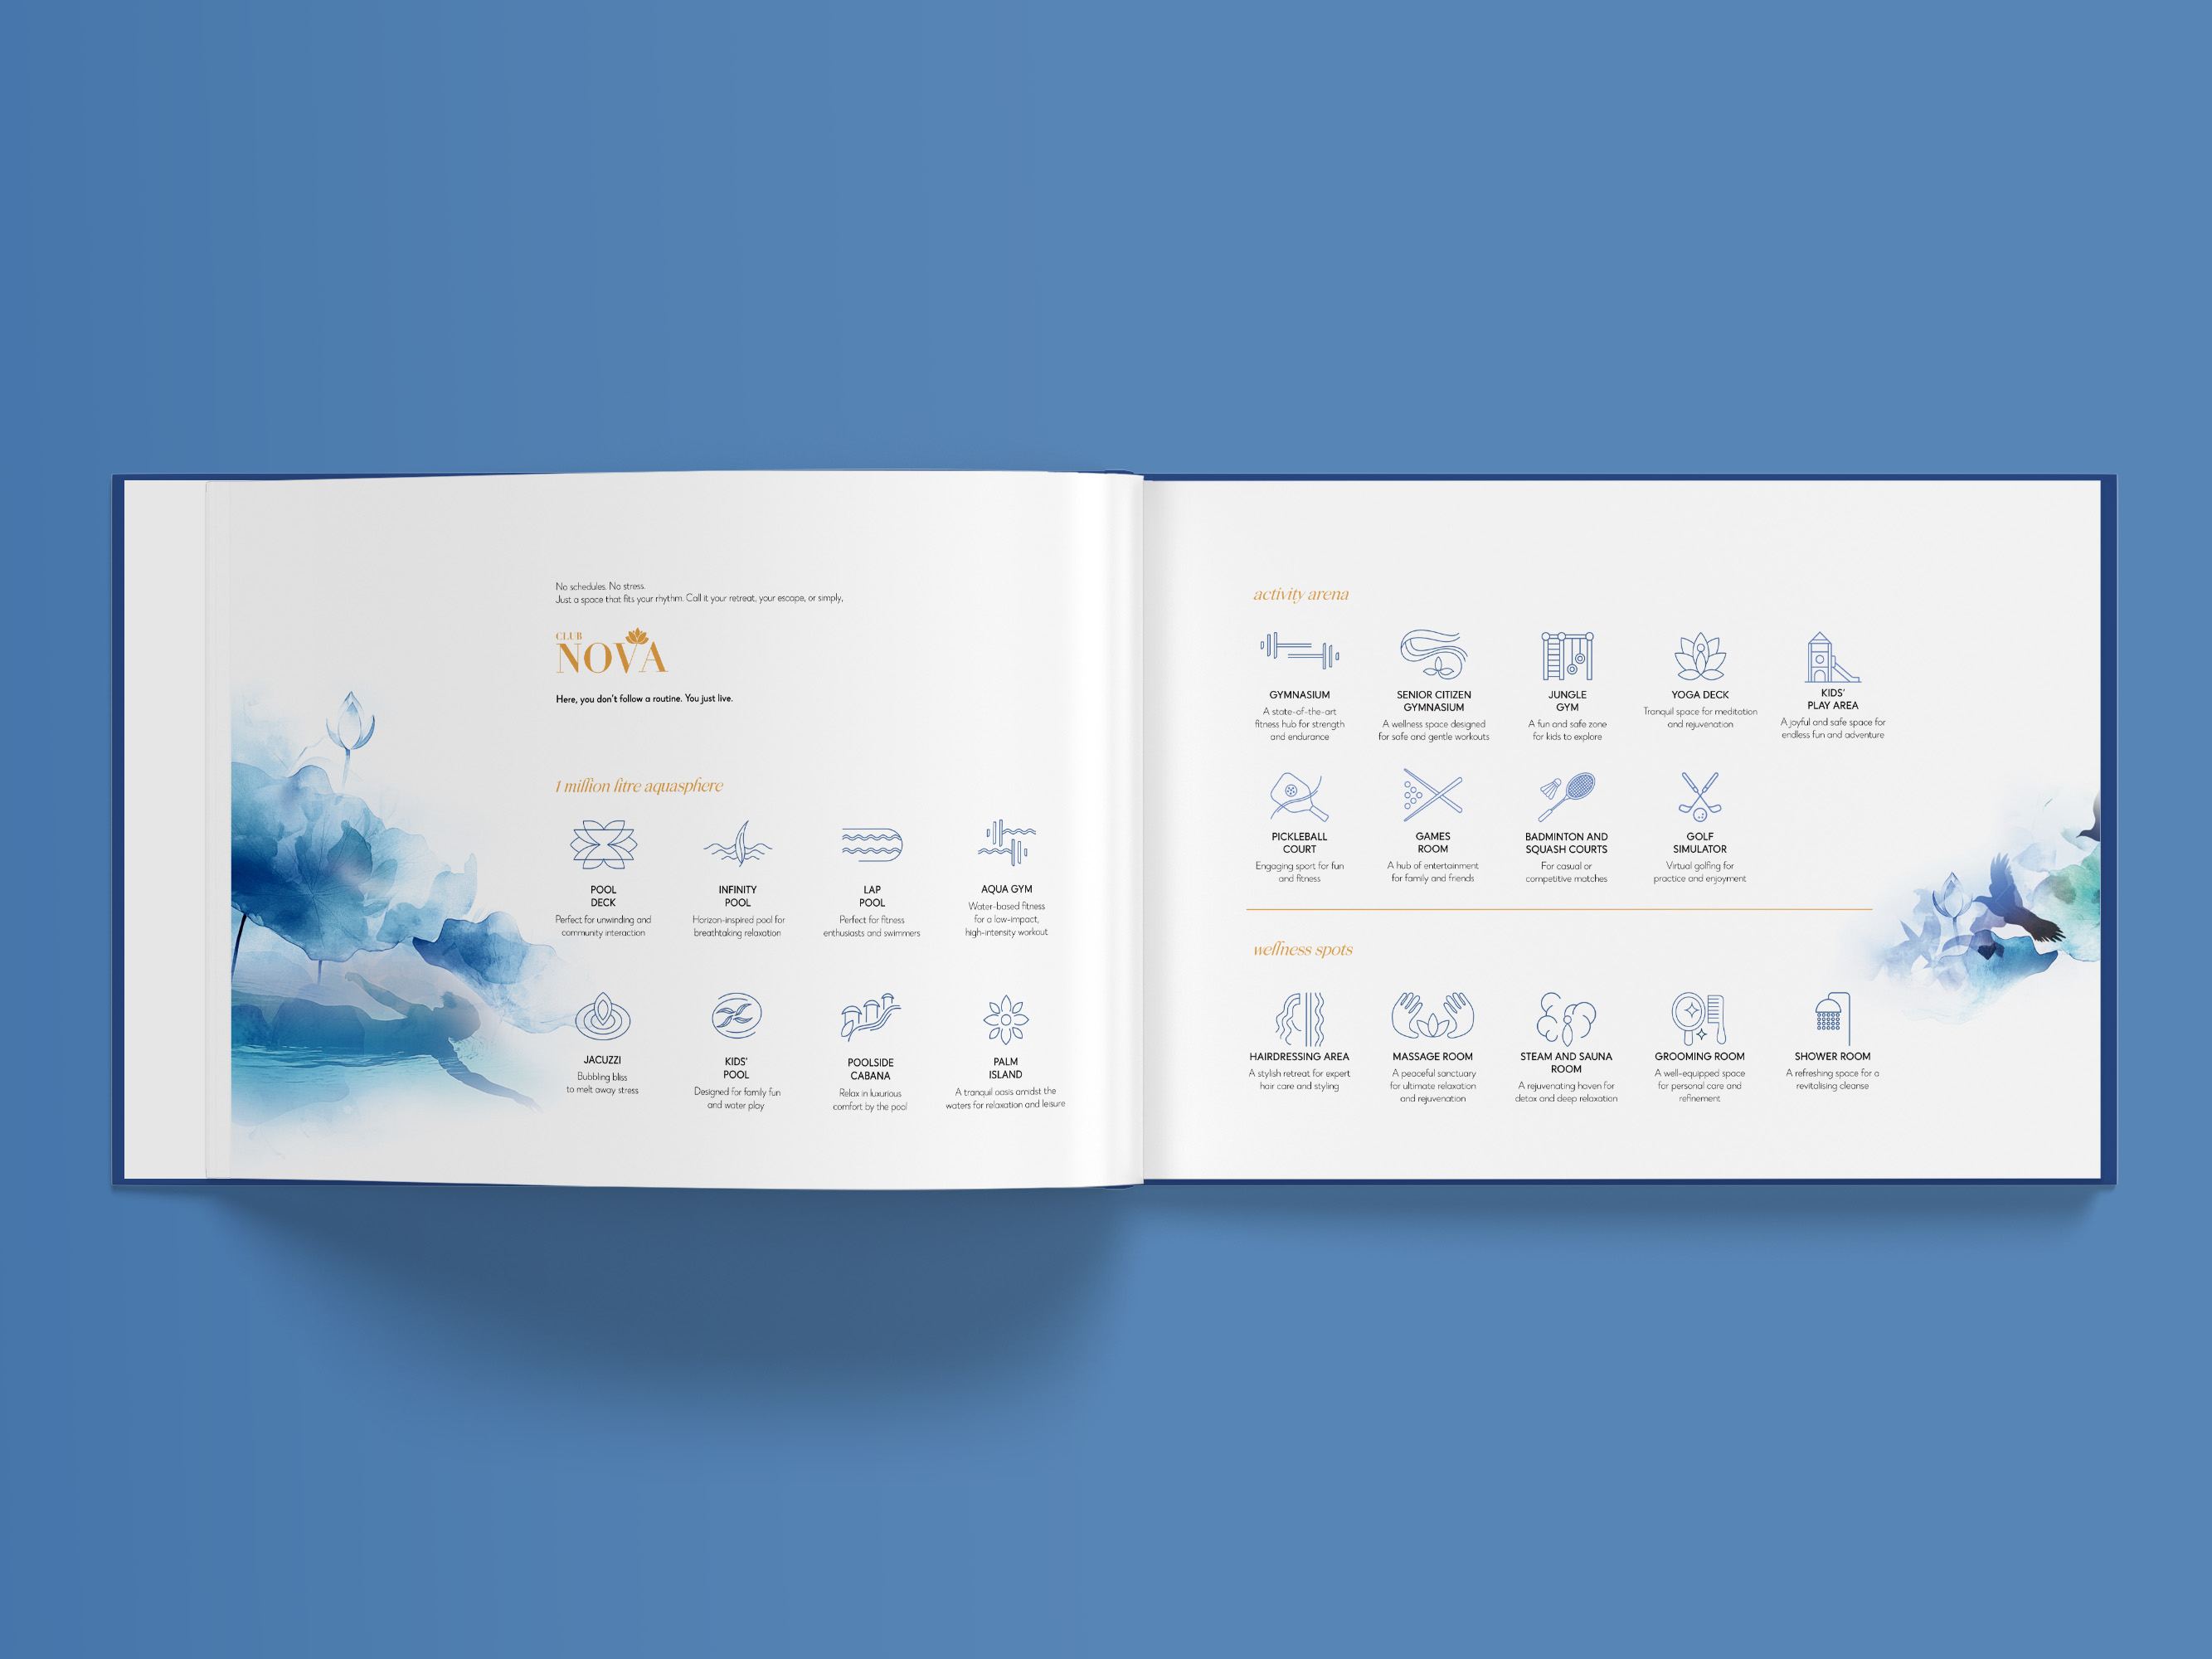 No schedules. No stress.
Just a space that fits your rhythm. Call it your retreat, your escape, or simply,
CLUB
NOVA
Here, you don't follow a routine. You just live.
1 million litre aquasphere
POOL
DECK
Perfect for unwinding and
community interaction
INFINITY
POOL
Horizon-inspired pool for
breathtaking relaxation
LAP
POOL
Perfect for fitness
enthusiasts and swimmers
AQUA GYM
Water-based fitness
for a low-impact,
high-intensity workout
JACUZZI
Bubbling bliss
to melt away stress
KIDS'
POOL
Designed for family fun
and water play
POOLSIDE
CABANA
Relax in luxurious
comfort by the pool
PALM
ISLAND
A tranquil oasis amidst the
waters for relaxation and leisure
activity arena
GYMNASIUM
A state-of-the-art
fitness hub for strength
and endurance
SENIOR CITIZEN
GYMNASIUM
A wellness space designed
for safe and gentle workouts
JUNGLE
GYM
A fun and safe zone
for kids to explore
YOGA DECK
Tranquil space for meditation
and rejuvenation
KIDS'
PLAY AREA
A joyful and safe space for
endless fun and adventure
PICKLEBALL
COURT
Engaging sport for fun
and fitness
GAMES
ROOM
A hub of entertainment
for family and friends
BADMINTON AND
SQUASH COURTS
For casual or
competitive matches
GOLF
SIMULATOR
Virtual golfing for
practice and enjoyment
wellness spots
HAIRDRESSING AREA
A stylish retreat for expert
hair care and styling
MASSAGE ROOM
A peaceful sanctuary
for ultimate relaxation
and rejuvenation
STEAM AND SAUNA
ROOM
A rejuvenating haven for
detox and deep relaxation
GROOMING ROOM
A well-equipped space
for personal care and
refinement
SHOWER ROOM
A refreshing space for a
revitalising cleanse